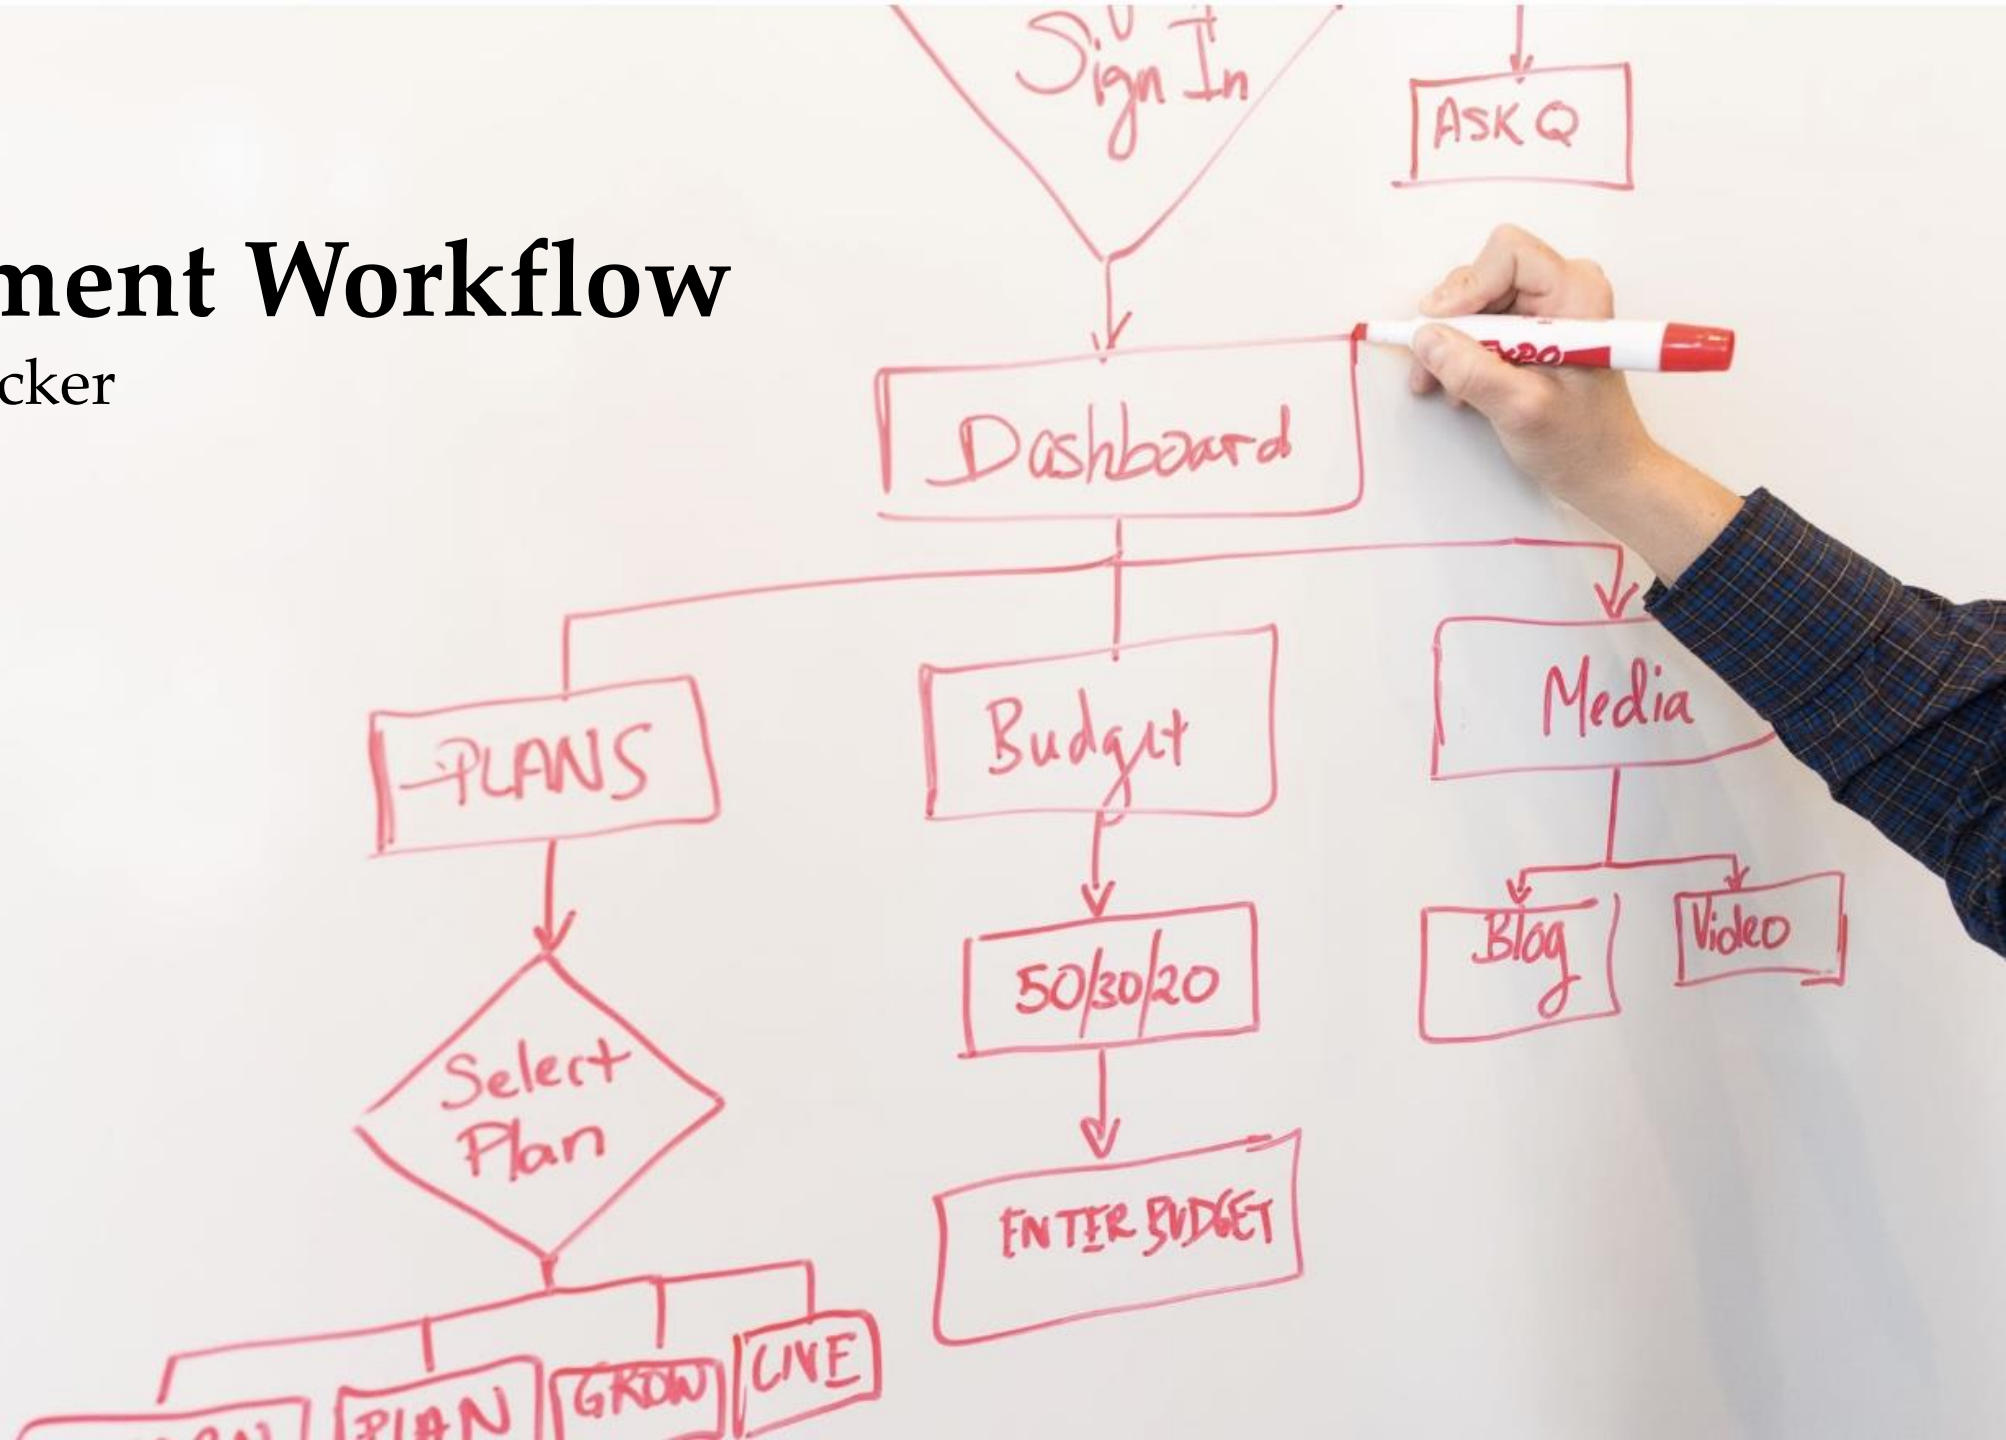 Sign In
ASK Q
ment Workflow
cker
EXPO
Dashboard
PLANS
Budget
Media
50/30/20
Blog
Video
Select
Plan
ENTER BUDGET
LIVE
GROW
PLAN